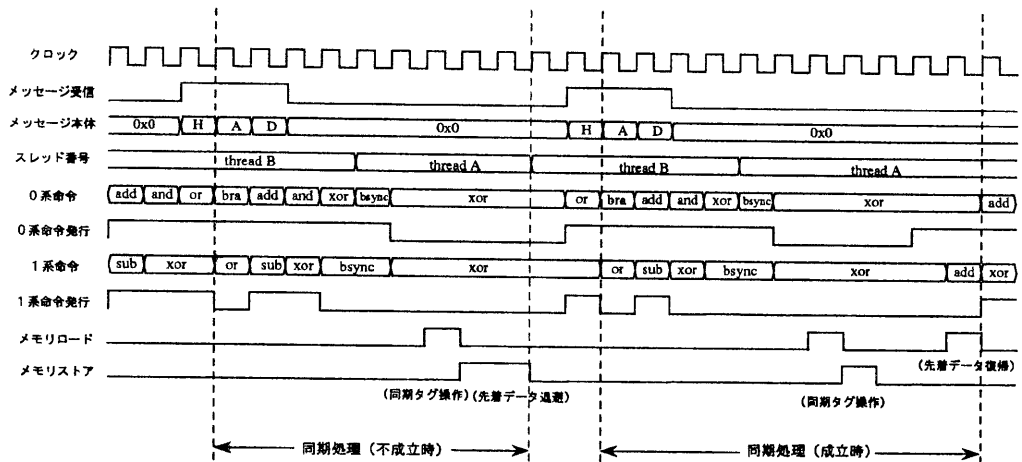 クロック
メッセージ受信
メッセージ本体 0x0 H A D 0x0 H A D 0x0
スレッド番号 thread B thread A thread B thread A
0系命令 add and or bra add and xor bsync xor or bra add and xor bsync xor add
0系命令発行
1系命令 sub xor or sub xor bsync xor or sub xor bsync xor add xor
1系命令発行
メモリロード
(先着データ復帰)
メモリストア
(同期タグ操作) (先着データ退避) (同期タグ操作)
同期処理（不成立時） 同期処理（成立時）